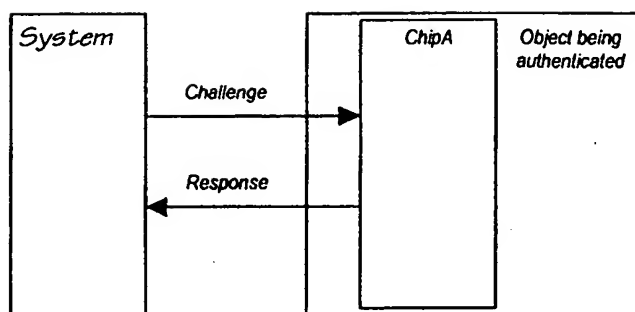 System
ChipA
Object being
authenticated
Challenge
Response